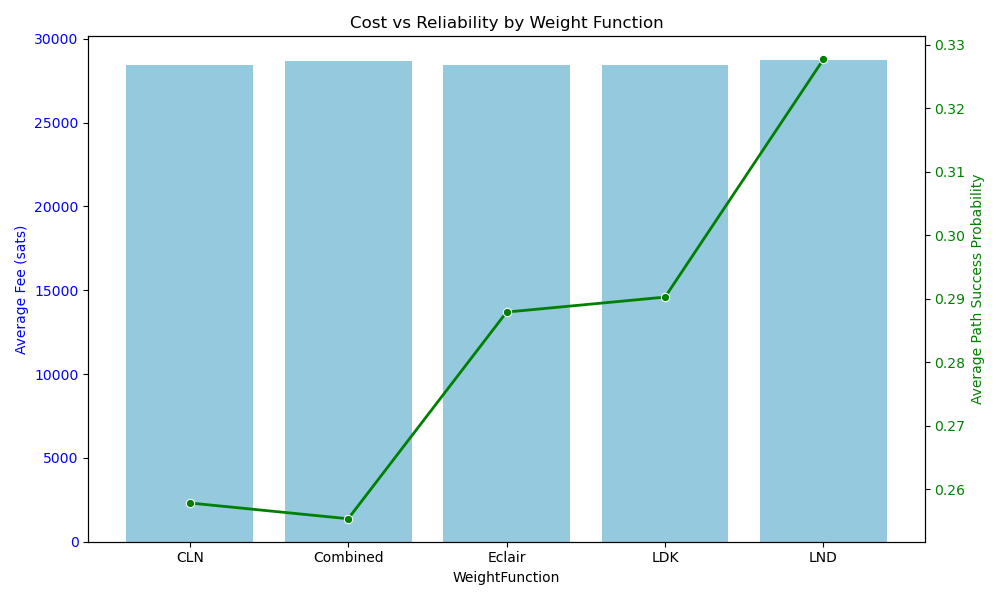 Cost vs Reliability by Weight Function
30000
25000
20000
15000
10000
5000
0
Average Fee (sats)
0.33
0.32
0.31
0.30
0.29
0.28
0.27
0.26
Average Path Success Probability
CLN
Combined
Eclair
LDK
LND
WeightFunction